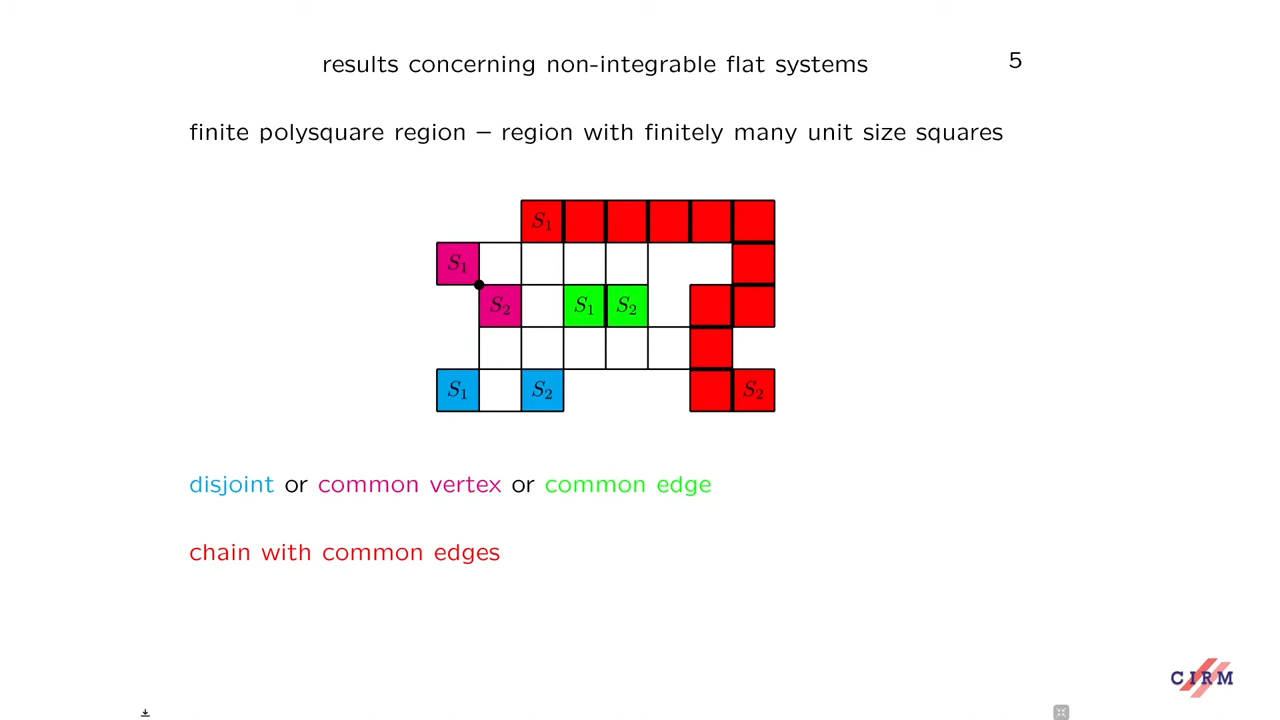 results concerning non-integrable flat systems
5
finite polysquare region – region with finitely many unit size squares
S₁
S₁
S₂ S₁ S₂
S₁ S₂ S₂
disjoint or common vertex or common edge
chain with common edges
CIRM